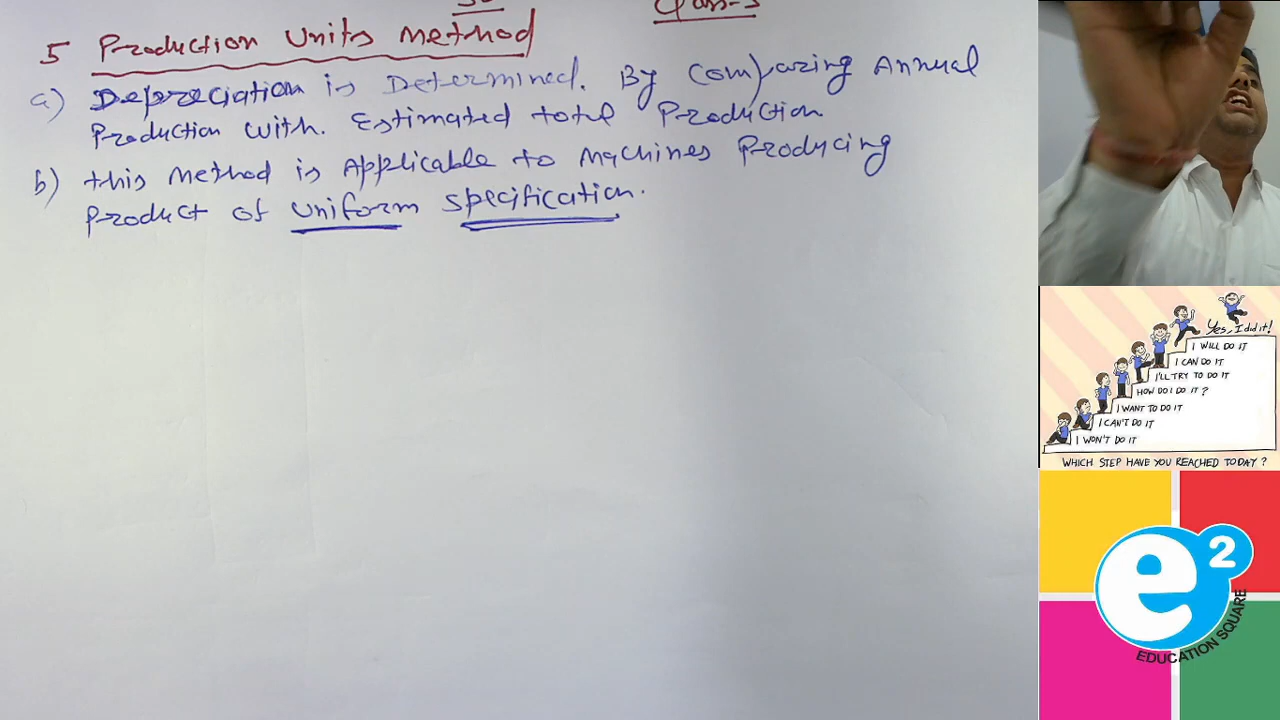 5 Production Units Method
a) Depreciation is Determined. By Comparing Annual
Production with. Estimated total Production
b) this Method is Applicable to Machines Producing
Product of uniform specification.
Yes, I did it!
I WILL DO IT
I CAN DO IT
I'LL TRY TO DO IT
HOW DO I DO IT?
I WANT TO DO IT
I CAN'T DO IT
I WON'T DO IT
WHICH STEP HAVE YOU REACHED TODAY?
e2
EDUCATION SQUARE